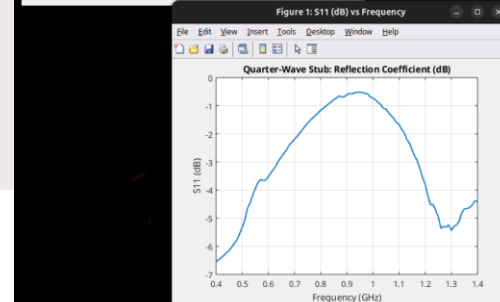 Figure 1: S11 (dB) vs Frequency
File Edit View Insert Tools Desktop Window Help
Quarter-Wave Stub: Reflection Coefficient (dB)
0
-1
-2
-3
-4
-5
-6
-7
S11 (dB)
0.4 0.5 0.6 0.7 0.8 0.9 1 1.1 1.2 1.3 1.4
Frequency (GHz)